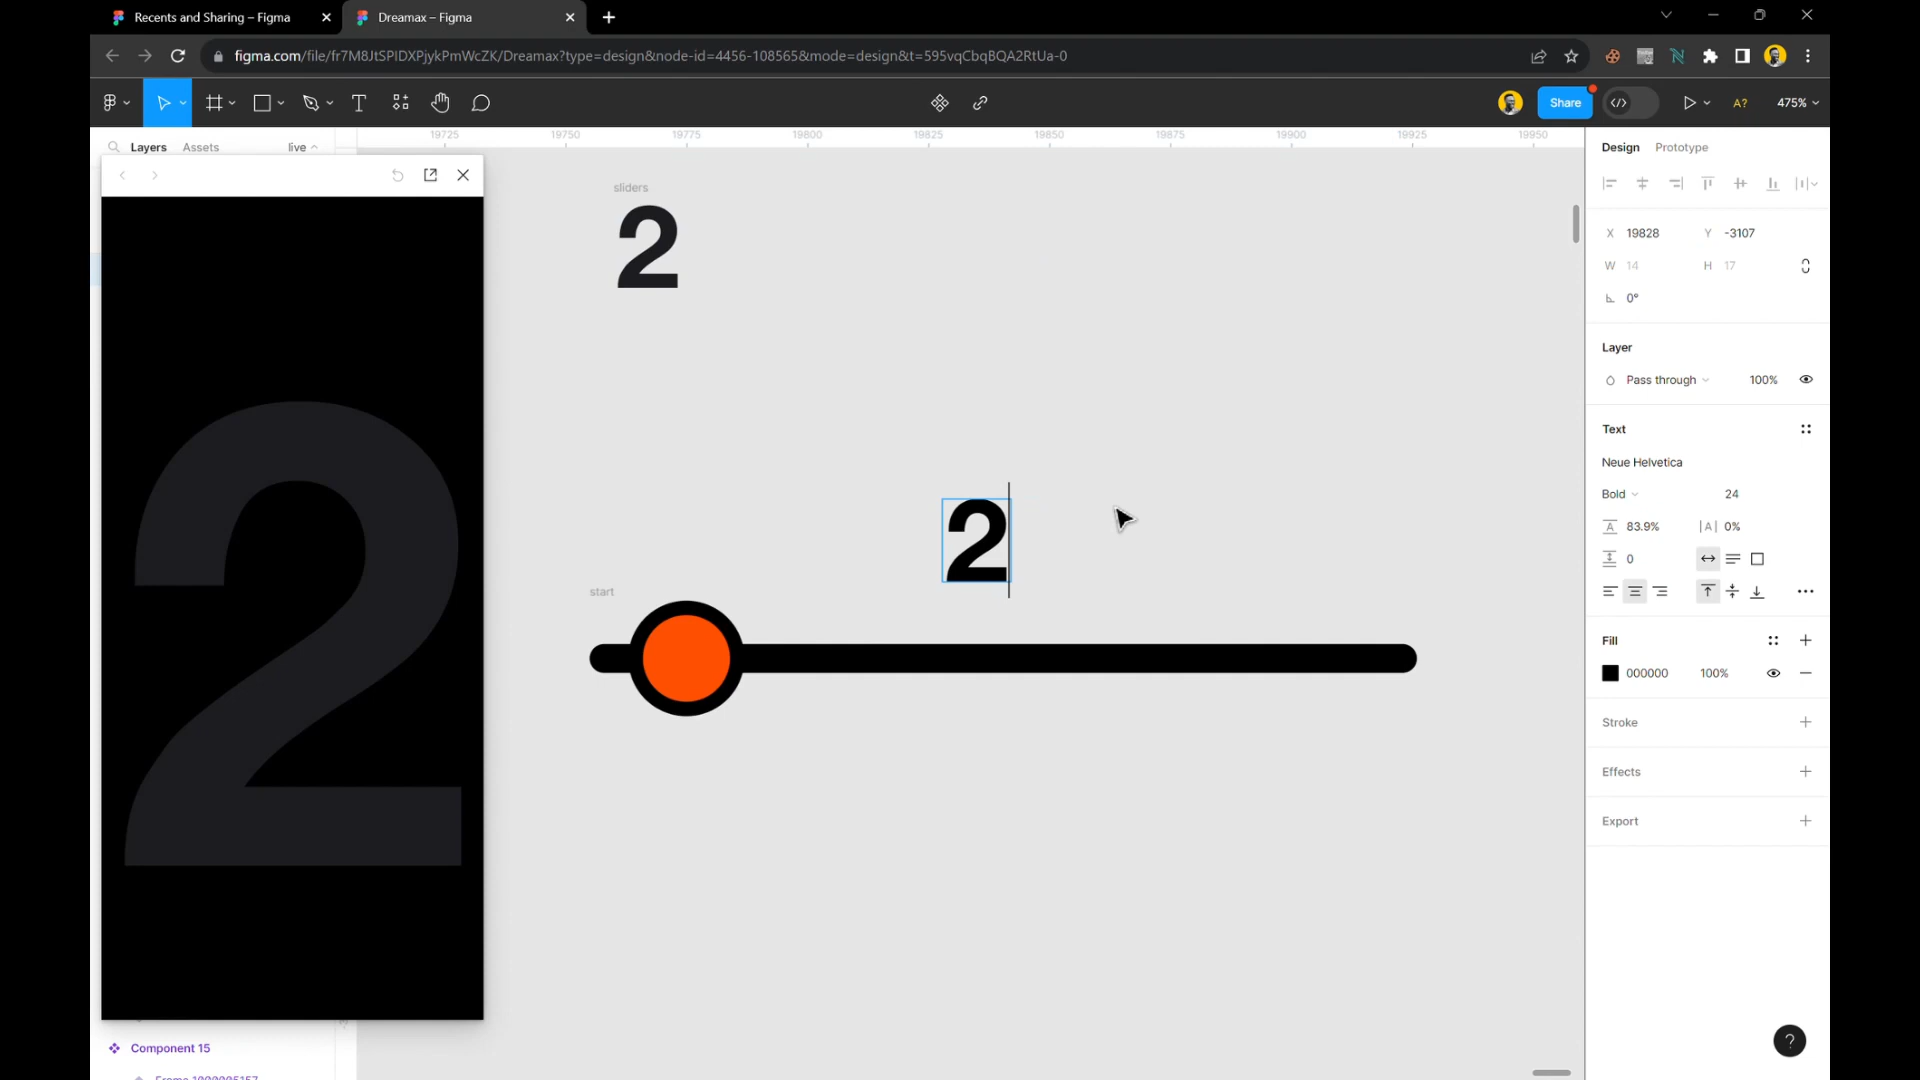 Recents and Sharing – Figma
Dreamax – Figma
figma.com/file/fr7M8JtSPIDXPjykPmWcZK/Dreamax?type=design&node-id=4456-108565&mode=design&t=595vqCbqBQA2RtUa-0
Share
A?
475%
Layers Assets live
19725 19750 19775 19800 19825 19850 19875 19900 19925 19950
Design Prototype
sliders
2
2
2
start
X 19828 Y -3107
W 14 H 17
0°
Layer
Pass through 100%
Text
Neue Helvetica
Bold 24
A 83.9% |A| 0%
0
Fill
000000 100%
Stroke
Effects
Export
Component 15
Frame 1000005157
?